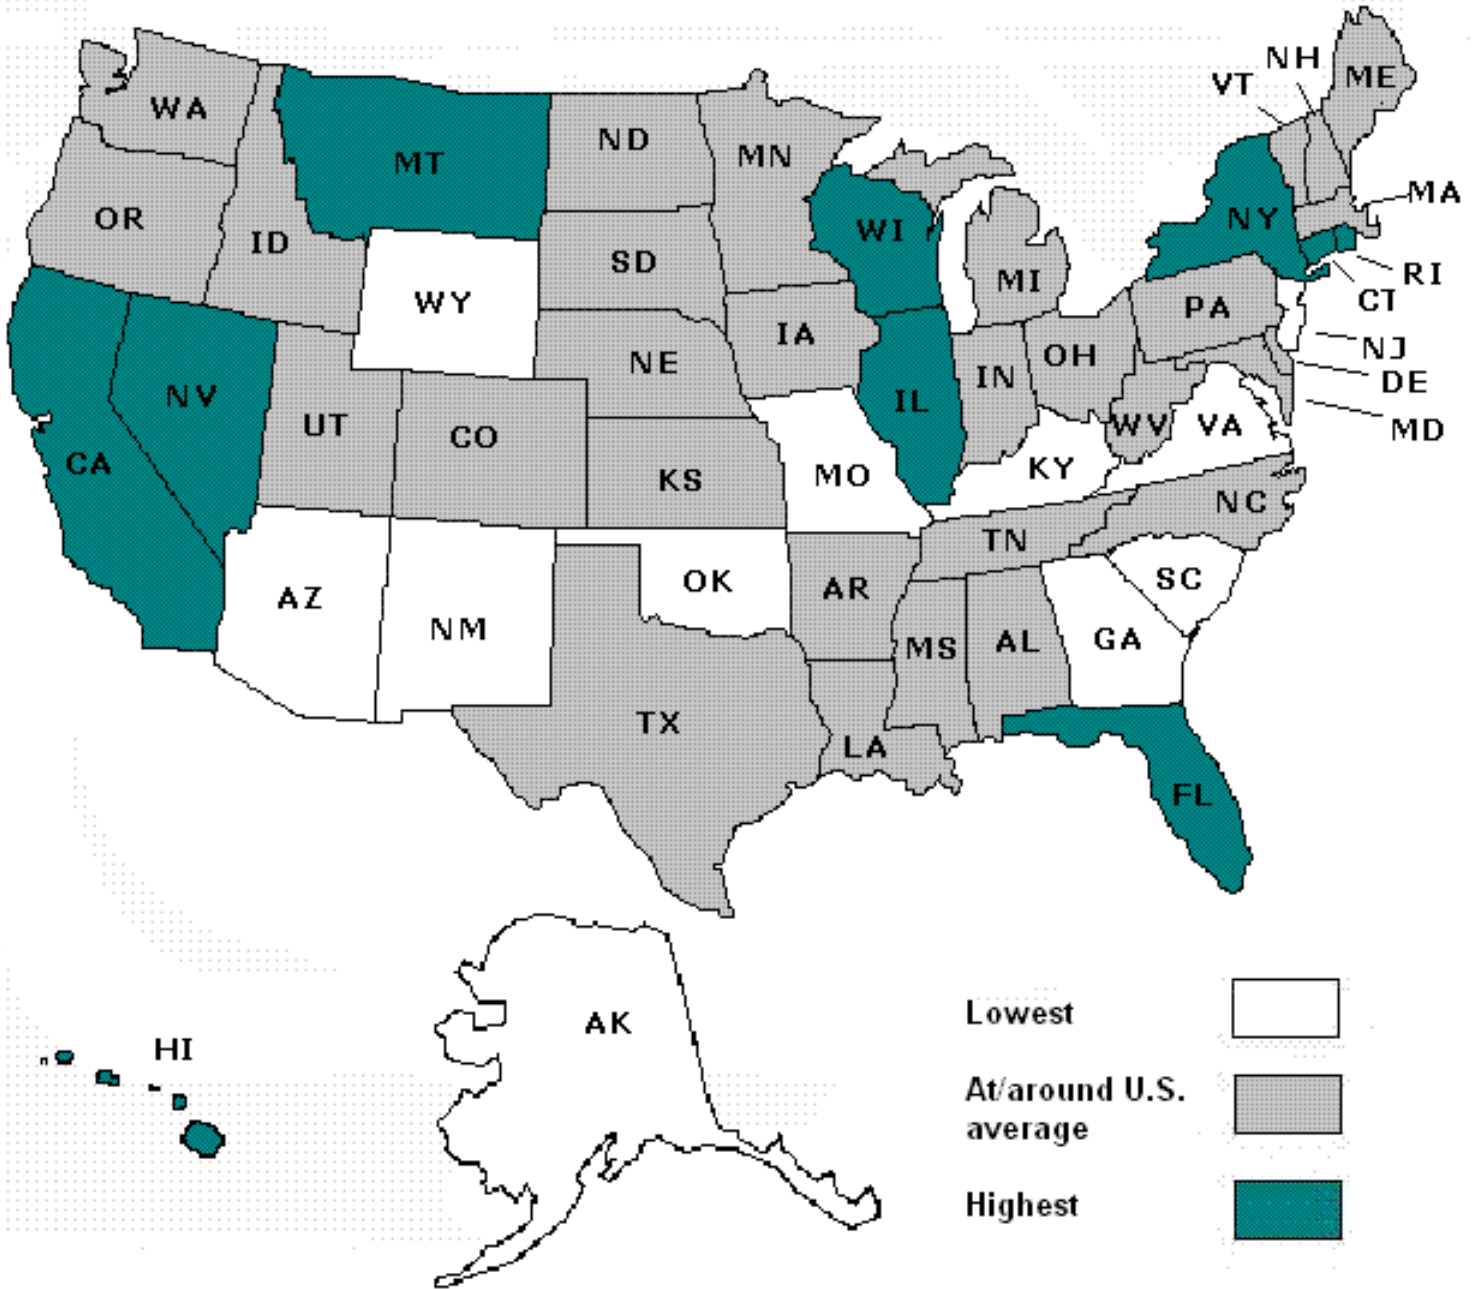 NH
VT
ME
WA
MT
ND
MN
OR
ID
WI
NY
MA
SD
MI
RI
WY
CT
PA
IA
NJ
NE
OH
IN
DE
NV
IL
UT
CO
WV
VA
MD
CA
KS
MO
KY
NC
TN
AZ
OK
AR
SC
NM
MS
AL
GA
TX
LA
FL
AK
HI
Lowest
At/around U.S.
average
Highest